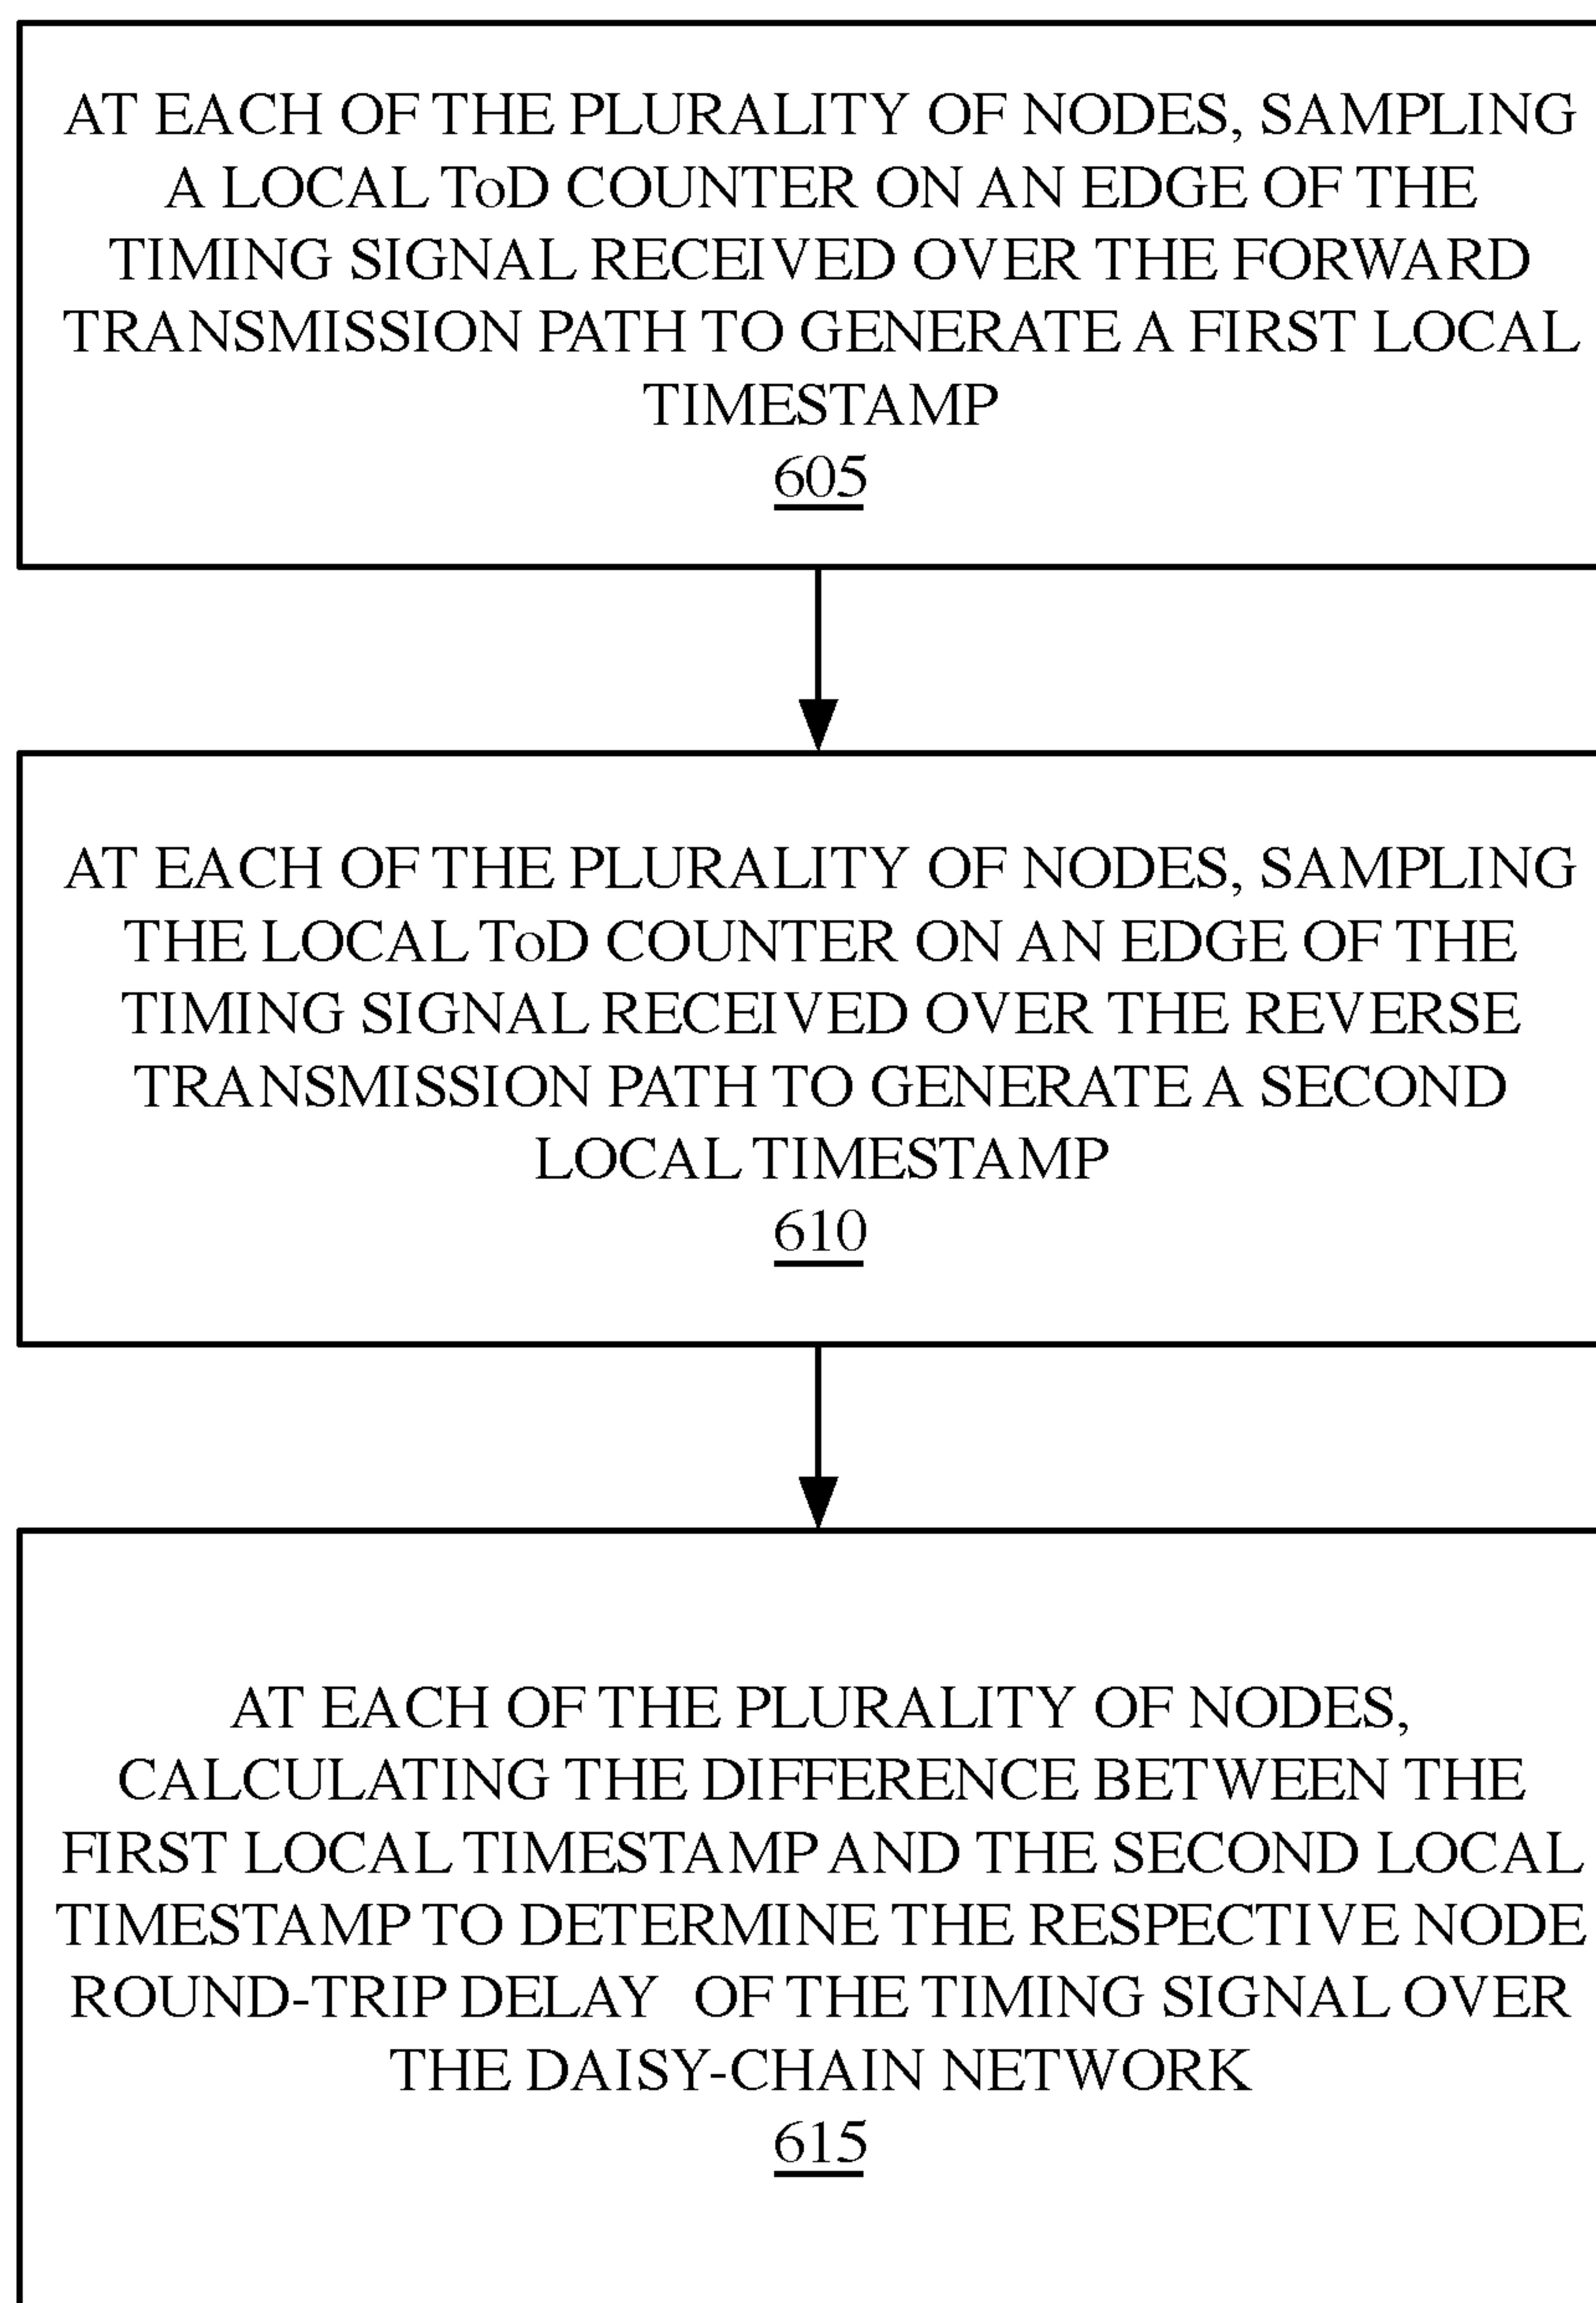 AT EACH OF THE PLURALITY OF NODES, SAMPLING
A LOCAL ToD COUNTER ON AN EDGE OF THE
TIMING SIGNAL RECEIVED OVER THE FORWARD
TRANSMISSION PATH TO GENERATE A FIRST LOCAL
TIMESTAMP
605
AT EACH OF THE PLURALITY OF NODES, SAMPLING
THE LOCAL ToD COUNTER ON AN EDGE OF THE
TIMING SIGNAL RECEIVED OVER THE REVERSE
TRANSMISSION PATH TO GENERATE A SECOND
LOCAL TIMESTAMP
610
AT EACH OF THE PLURALITY OF NODES,
CALCULATING THE DIFFERENCE BETWEEN THE
FIRST LOCAL TIMESTAMP AND THE SECOND LOCAL
TIMESTAMP TO DETERMINE THE RESPECTIVE NODE
ROUND-TRIP DELAY OF THE TIMING SIGNAL OVER
THE DAISY-CHAIN NETWORK
615